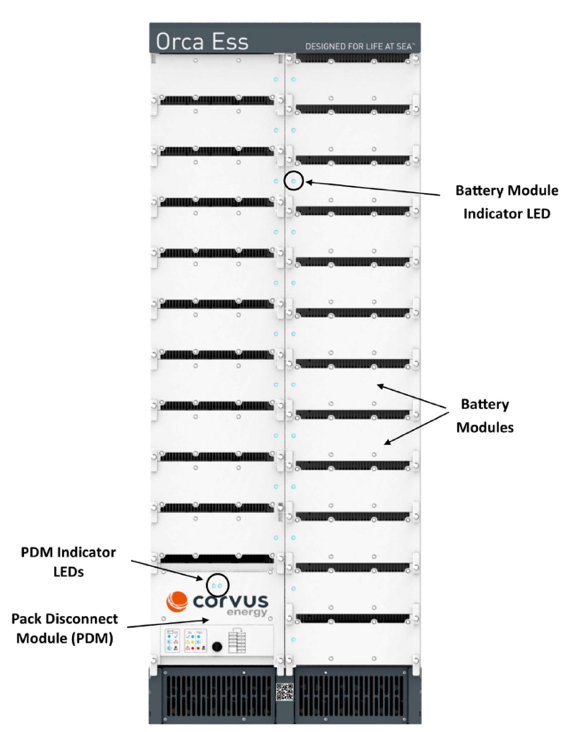 Orca Ess
DESIGNED FOR LIFE AT SEA™
Battery Module
Indicator LED
Battery
Modules
PDM Indicator
LEDs
corvus
energy
Pack Disconnect
Module (PDM)